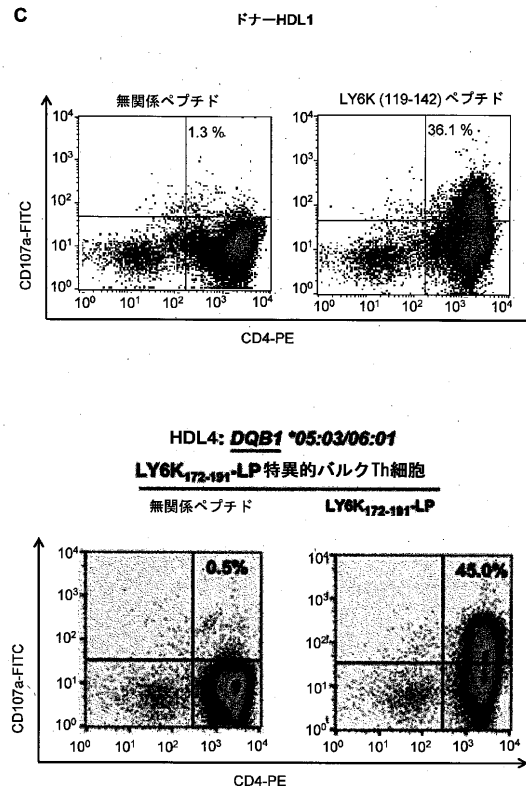 C
ドナーHDL1
無関係ペプチド
LY6K (119-142) ペプチド
10⁴
10³
10²
10¹
10⁰
1.3 %
10⁴
10³
10²
10¹
10⁰
36.1 %
CD107a-FITC
10⁰ 10¹ 10² 10³ 10⁴
10⁰ 10¹ 10² 10³ 10⁴
CD4-PE
HDL4: DQB1 *05:03/06:01
LY6K₁₇₂₋₁₉₁-LP 特異的バルクTh細胞
無関係ペプチド
LY6K₁₇₂₋₁₉₁-LP
10⁴
10³
10²
10¹
10⁰
0.5%
10⁴
10³
10²
10¹
10⁰
45.0%
CD107a-FITC
10⁰ 10¹ 10² 10³ 10⁴
10⁰ 10¹ 10² 10³ 10⁴
CD4-PE